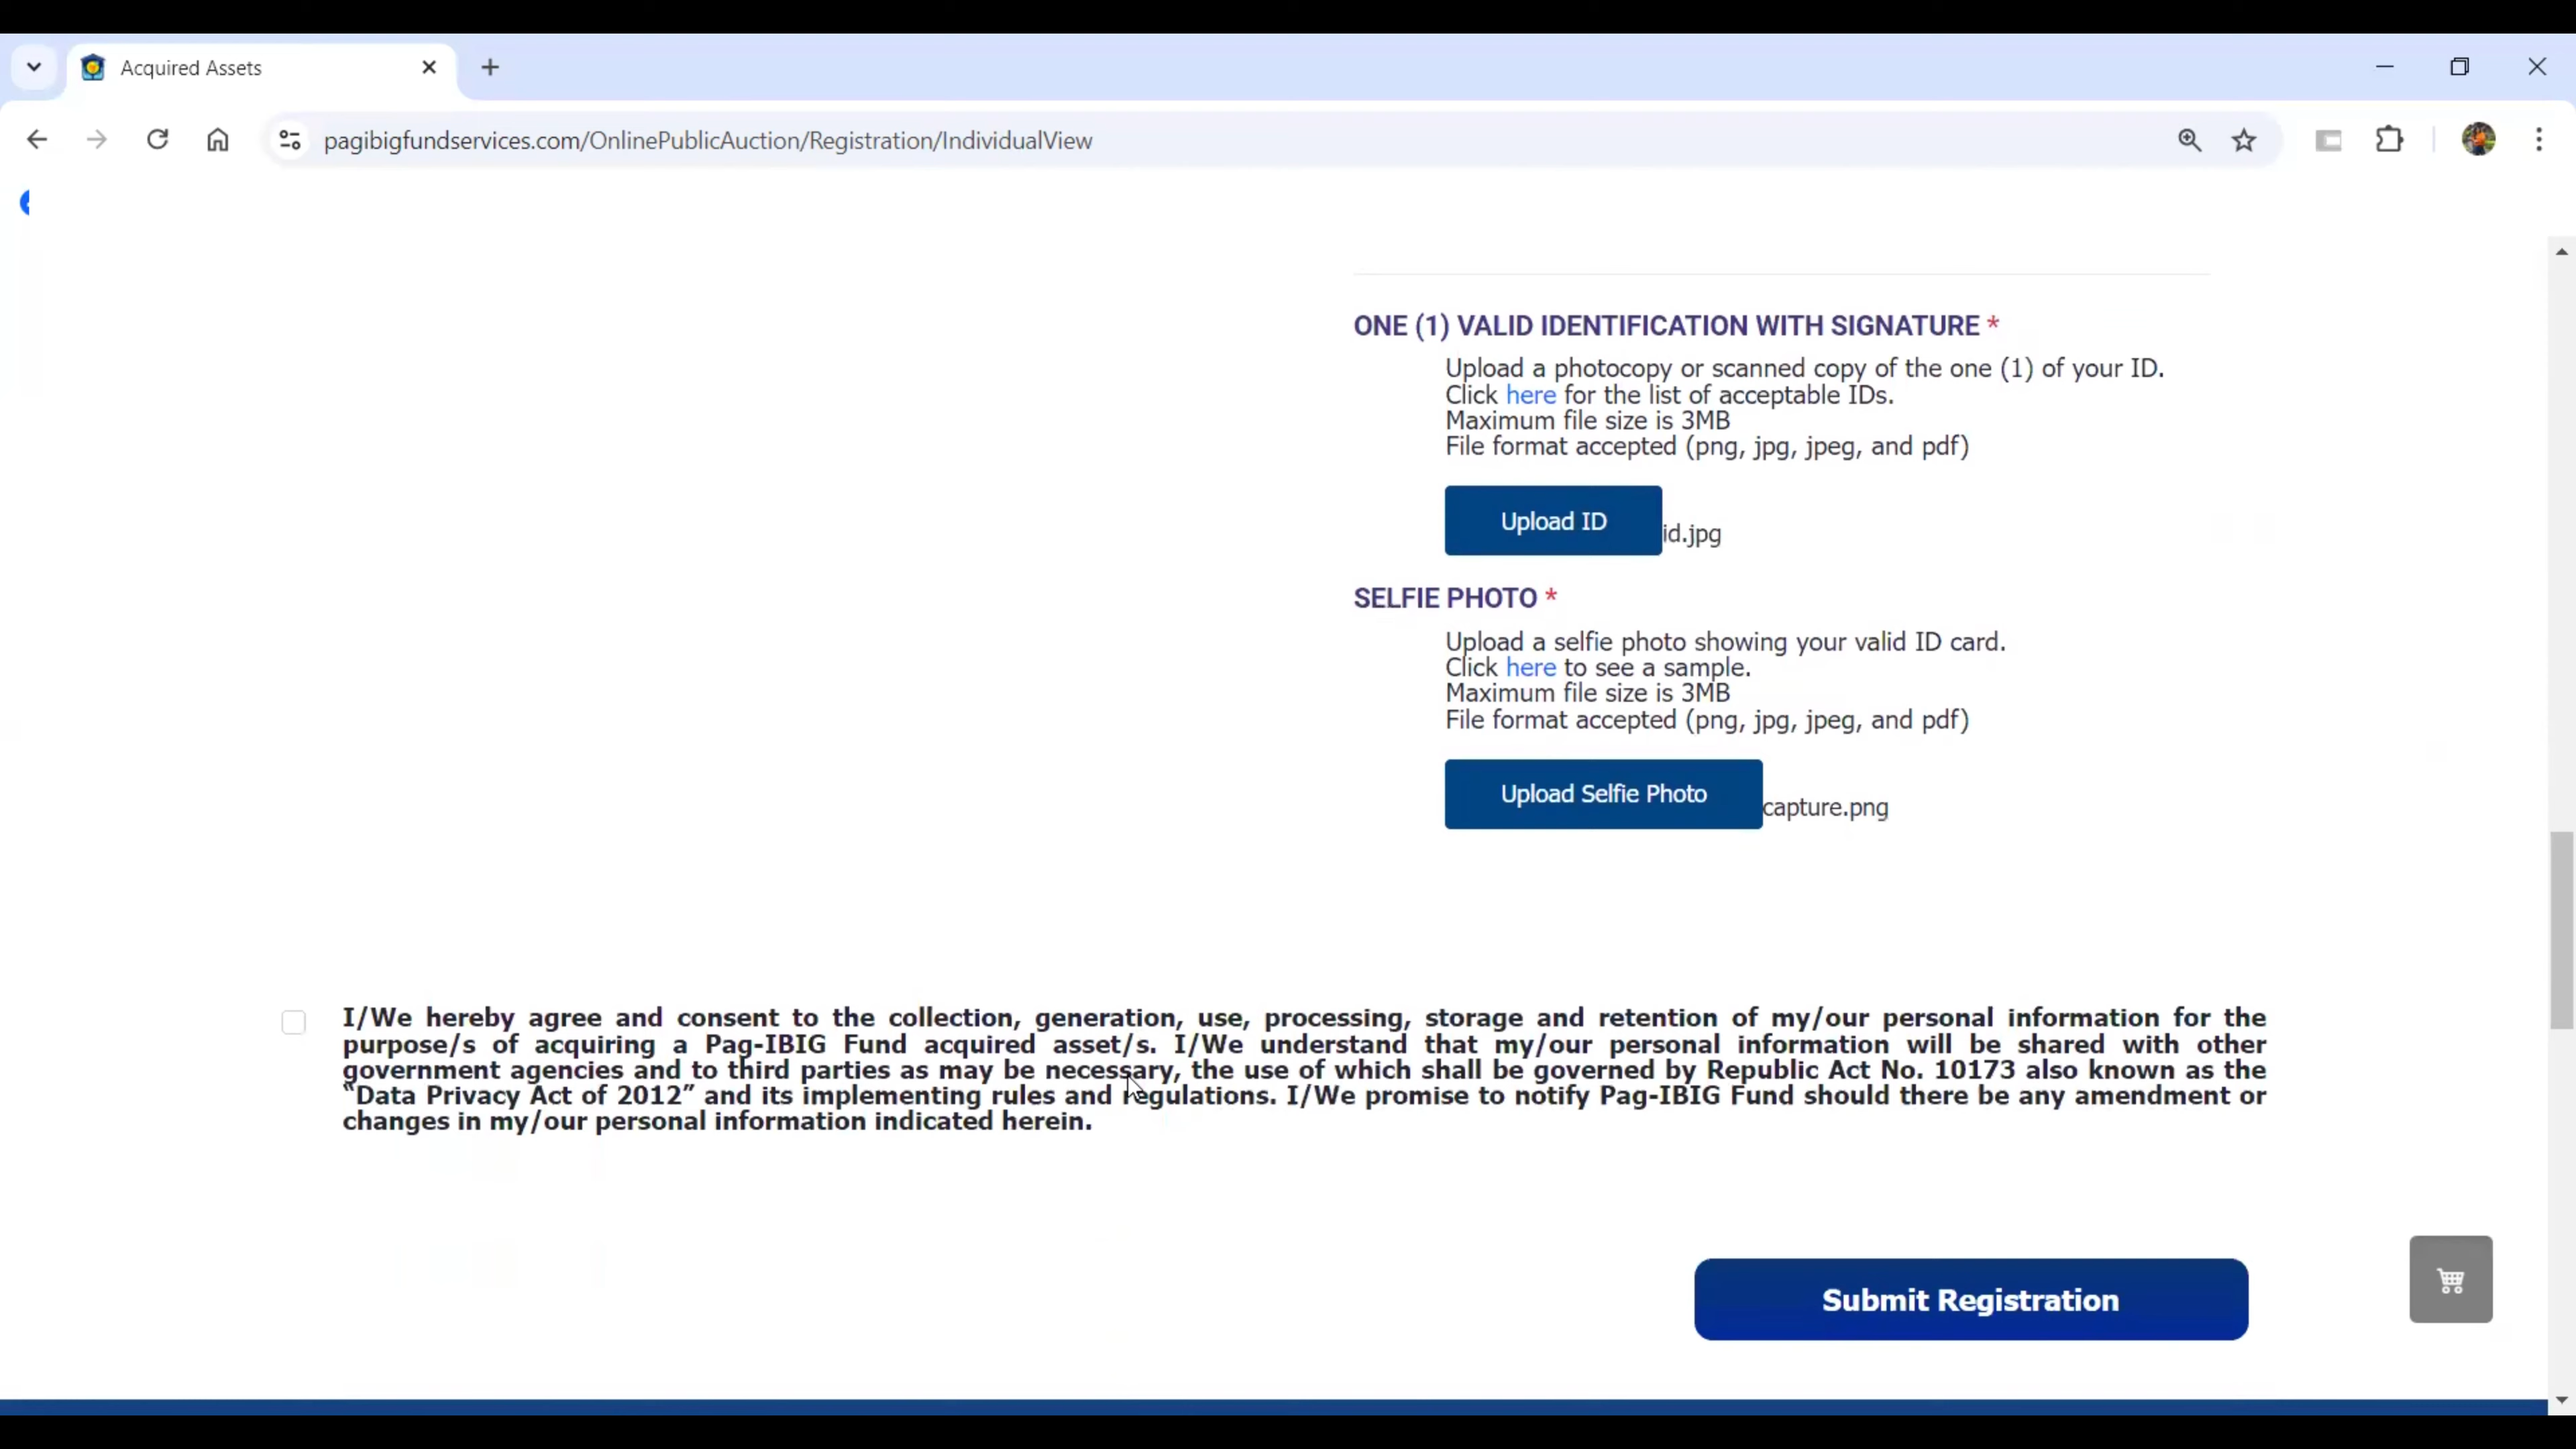 Acquired Assets
pagibigfundservices.com/OnlinePublicAuction/Registration/IndividualView
ONE (1) VALID IDENTIFICATION WITH SIGNATURE *
Upload a photocopy or scanned copy of the one (1) of your ID.
Click here for the list of acceptable IDs.
Maximum file size is 3MB
File format accepted (png, jpg, jpeg, and pdf)
Upload ID
id.jpg
SELFIE PHOTO *
Upload a selfie photo showing your valid ID card.
Click here to see a sample.
Maximum file size is 3MB
File format accepted (png, jpg, jpeg, and pdf)
Upload Selfie Photo
capture.png
I/We hereby agree and consent to the collection, generation, use, processing, storage and retention of my/our personal information for the
purpose/s of acquiring a Pag-IBIG Fund acquired asset/s. I/We understand that my/our personal information will be shared with other
government agencies and to third parties as may be necessary, the use of which shall be governed by Republic Act No. 10173 also known as the
“Data Privacy Act of 2012” and its implementing rules and regulations. I/We promise to notify Pag-IBIG Fund should there be any amendment or
changes in my/our personal information indicated herein.
Submit Registration